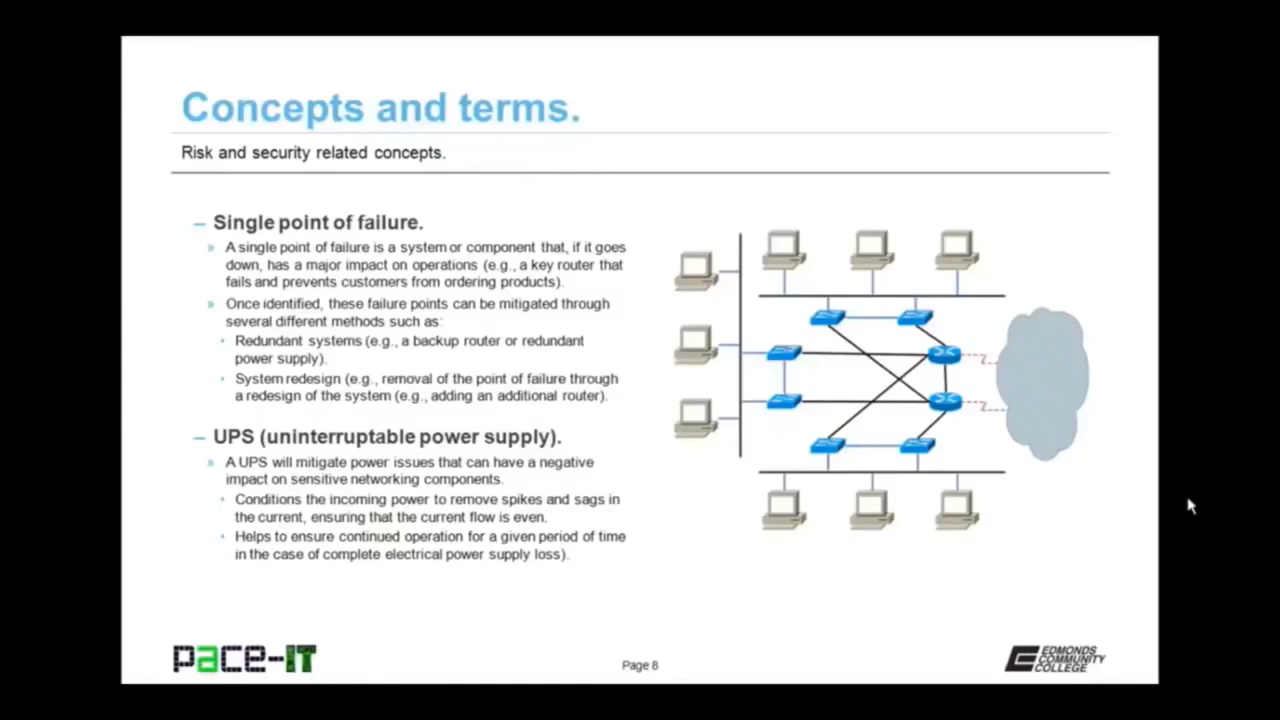 Concepts and terms.
Risk and security related concepts.
– Single point of failure.
» A single point of failure is a system or component that, if it goes
down, has a major impact on operations (e.g., a key router that
fails and prevents customers from ordering products).
» Once identified, these failure points can be mitigated through
several different methods such as:
• Redundant systems (e.g., a backup router or redundant
power supply).
• System redesign (e.g., removal of the point of failure through
a redesign of the system (e.g., adding an additional router).
– UPS (uninterruptable power supply).
» A UPS will mitigate power issues that can have a negative
impact on sensitive networking components.
• Conditions the incoming power to remove spikes and sags in
the current, ensuring that the current flow is even.
• Helps to ensure continued operation for a given period of time
in the case of complete electrical power supply loss).
pace-IT
Page 8
EDMONDS
COMMUNITY
COLLEGE